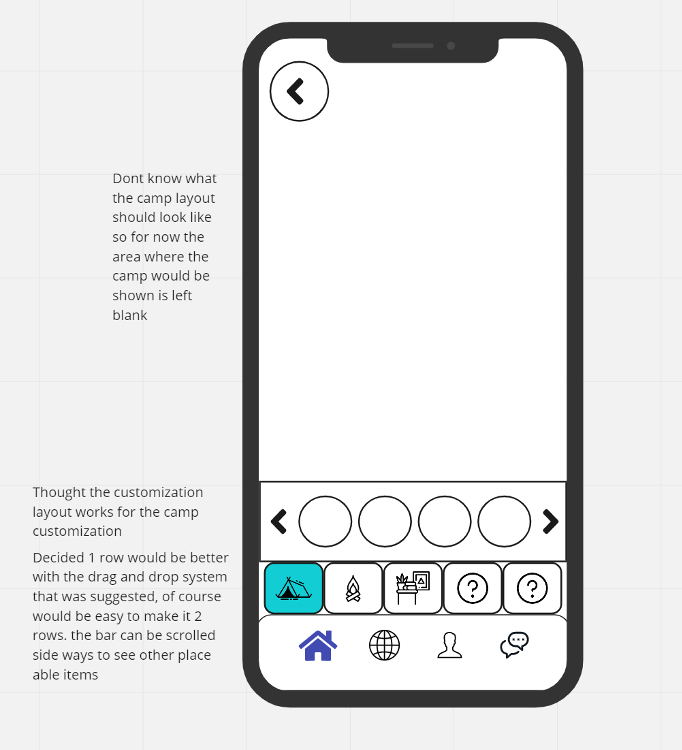 Dont know what
the camp layout
should look like
so for now the
area where the
camp would be
shown is left
blank
Thought the customization
layout works for the camp
customization
Decided 1 row would be better
with the drag and drop system
that was suggested, of course
would be easy to make it 2
rows. the bar can be scrolled
side ways to see other place
able items
? ?